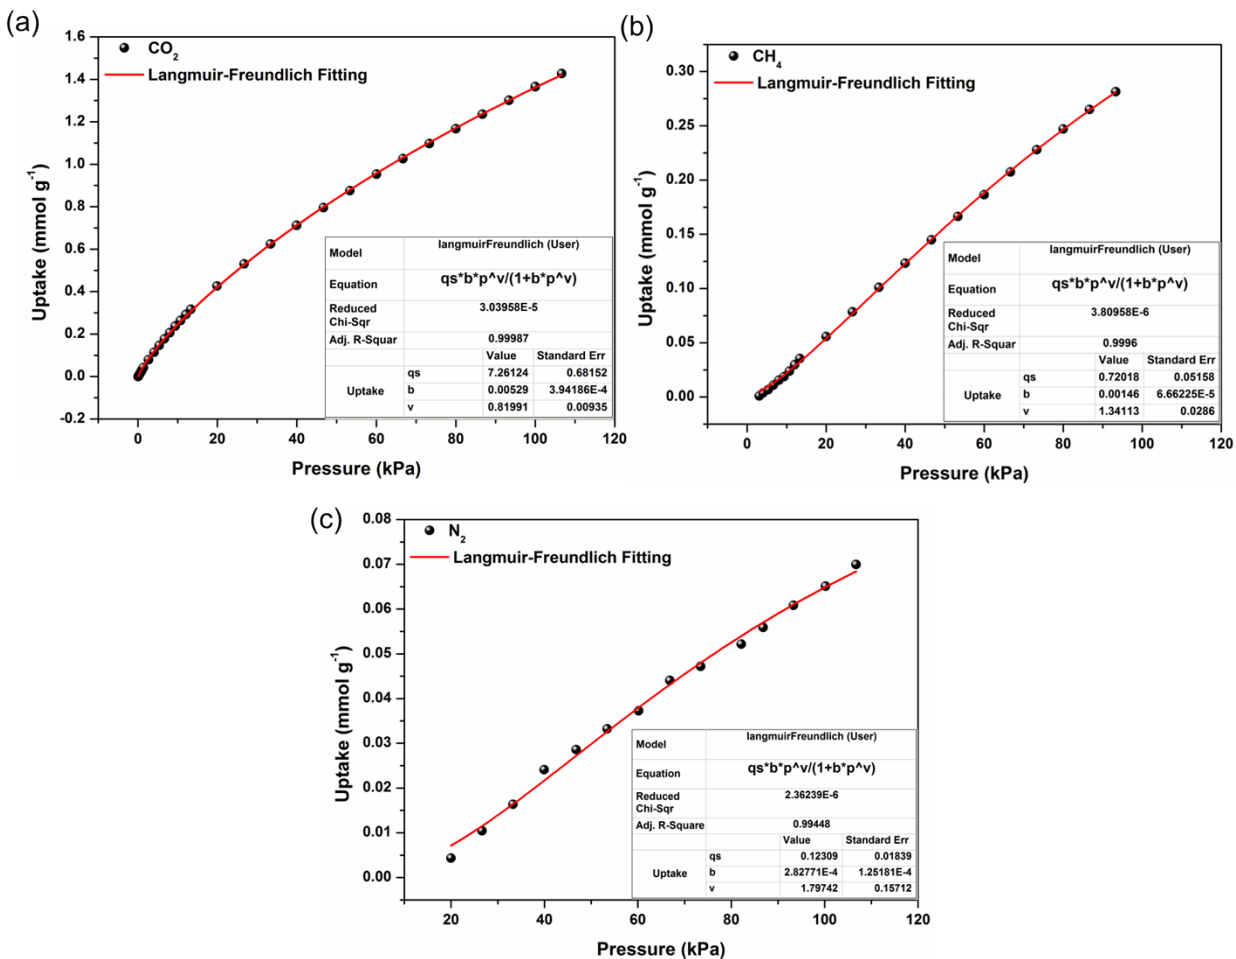 (a)
1.6
1.4
1.2
1.0
0.8
0.6
0.4
0.2
0.0
-0.2
Uptake (mmol g⁻¹)
CO₂
Langmuir-Freundlich Fitting
Model langmuirFreundlich (User)
Equation qs*b*p^v/(1+b*p^v)
Reduced Chi-Sqr 3.03958E-5
Adj. R-Squar 0.99987
Value Standard Err
Uptake qs 7.26124 0.68152
b 0.00529 3.94186E-4
v 0.81991 0.00935
0 20 40 60 80 100 120
Pressure (kPa)
(b)
0.30
0.25
0.20
0.15
0.10
0.05
0.00
Uptake (mmol g⁻¹)
CH₄
Langmuir-Freundlich Fitting
Model langmuirFreundlich (User)
Equation qs*b*p^v/(1+b*p^v)
Reduced Chi-Sqr 3.80958E-6
Adj. R-Squar 0.9996
Value Standard Err
Uptake qs 0.72018 0.05158
b 0.00146 6.66225E-5
v 1.34113 0.0286
0 20 40 60 80 100 120
Pressure (kPa)
(c)
0.08
0.07
0.06
0.05
0.04
0.03
0.02
0.01
0.00
Uptake (mmol g⁻¹)
N₂
Langmuir-Freundlich Fitting
Model langmuirFreundlich (User)
Equation qs*b*p^v/(1+b*p^v)
Reduced Chi-Sqr 2.36239E-6
Adj. R-Square 0.99448
Value Standard Err
Uptake qs 0.12309 0.01839
b 2.82771E-4 1.25181E-4
v 1.79742 0.15712
20 40 60 80 100 120
Pressure (kPa)